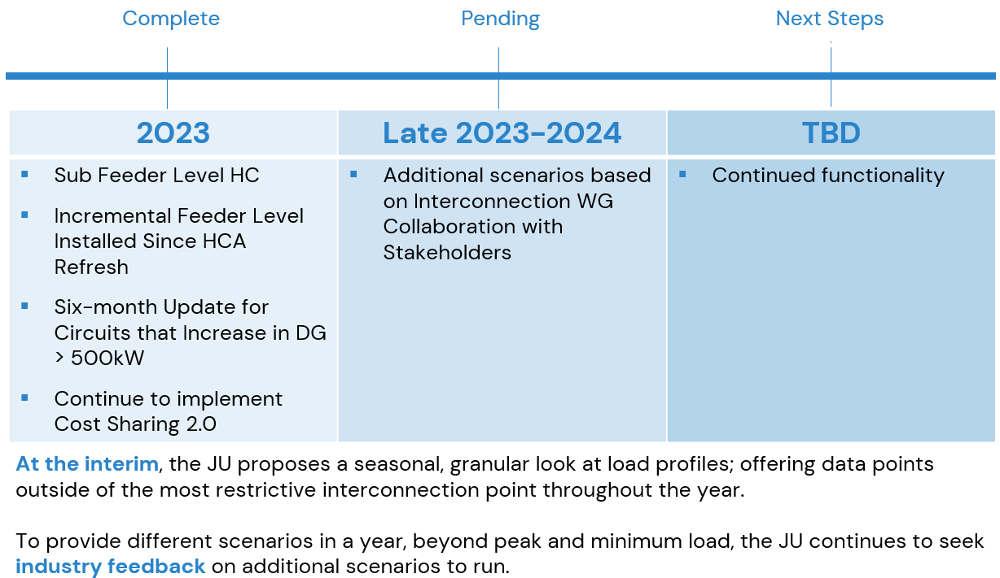 Complete
Pending
Next Steps
2023
Late 2023-2024
TBD
▪ Sub Feeder Level HC
▪ Incremental Feeder Level
Installed Since HCA
Refresh
▪ Six-month Update for
Circuits that Increase in DG
> 500kW
▪ Continue to implement
Cost Sharing 2.0
▪ Additional scenarios based
on Interconnection WG
Collaboration with
Stakeholders
▪ Continued functionality
At the interim, the JU proposes a seasonal, granular look at load profiles; offering data points
outside of the most restrictive interconnection point throughout the year.
To provide different scenarios in a year, beyond peak and minimum load, the JU continues to seek
industry feedback on additional scenarios to run.